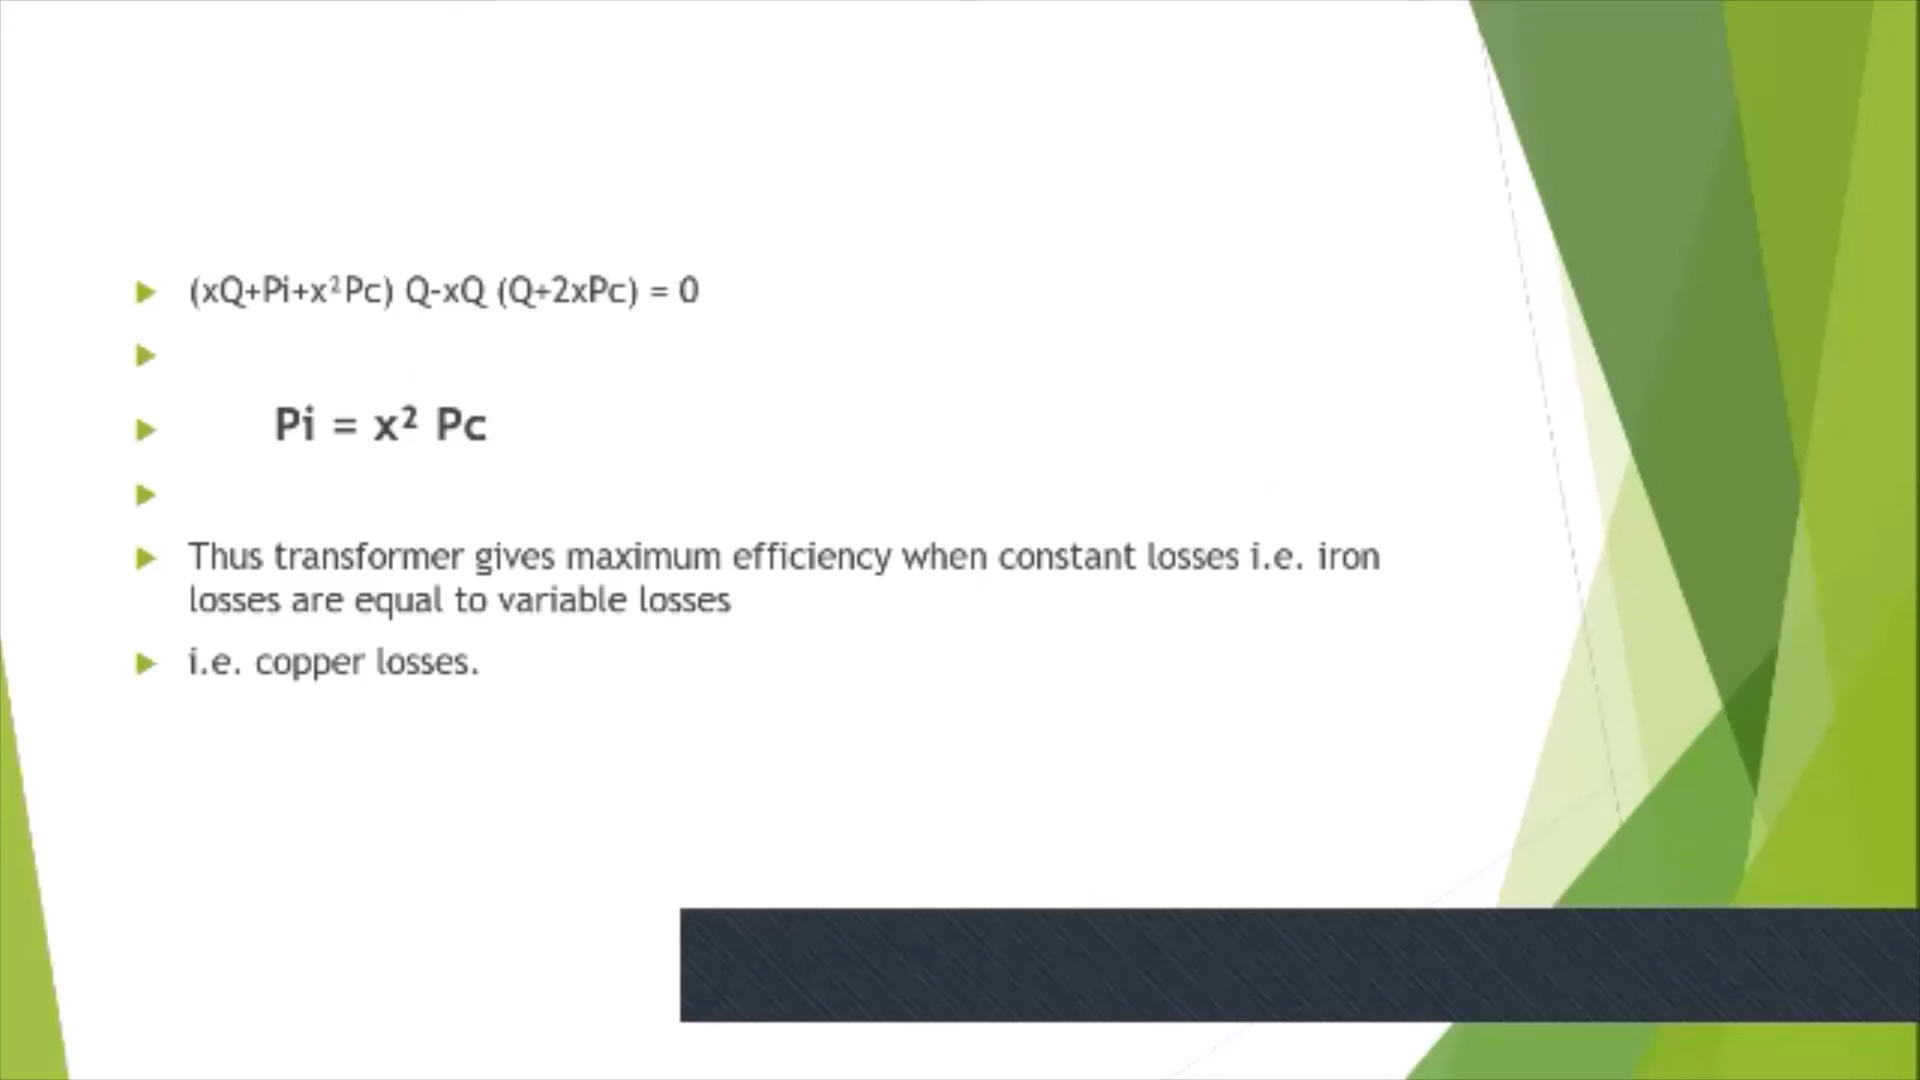 (xQ+Pi+x²Pc) Q-xQ (Q+2xPc) = 0
Pi = x² Pc
Thus transformer gives maximum efficiency when constant losses i.e. iron
losses are equal to variable losses
i.e. copper losses.